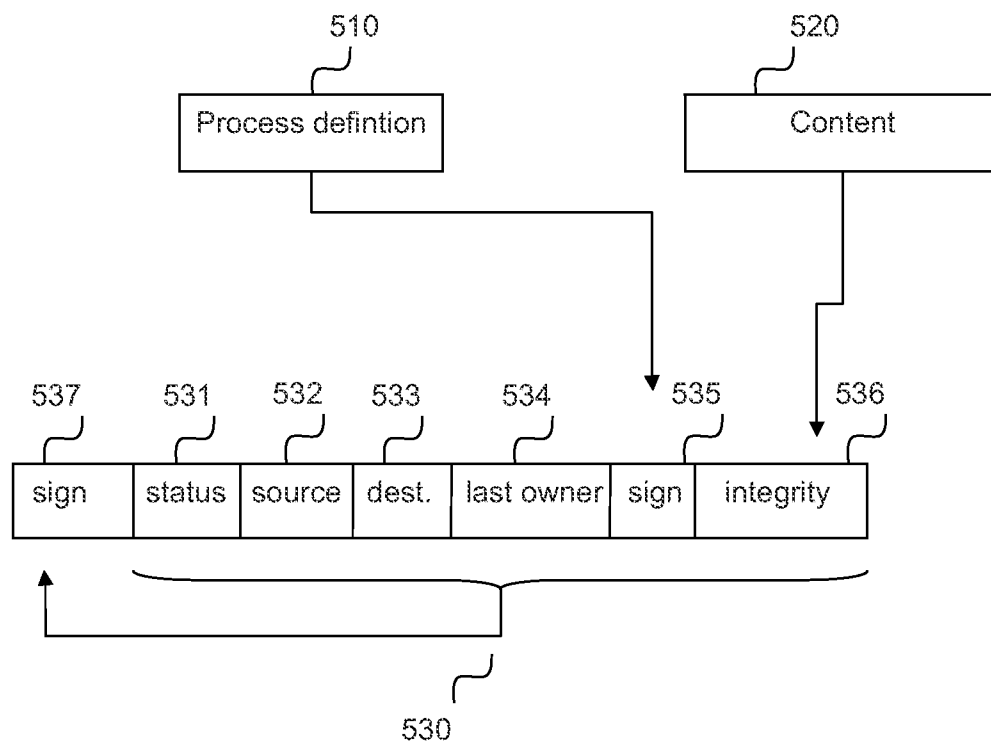 510
520
Process defintion
Content
537 531 532 533 534 535 536
sign status source dest. last owner sign integrity
530